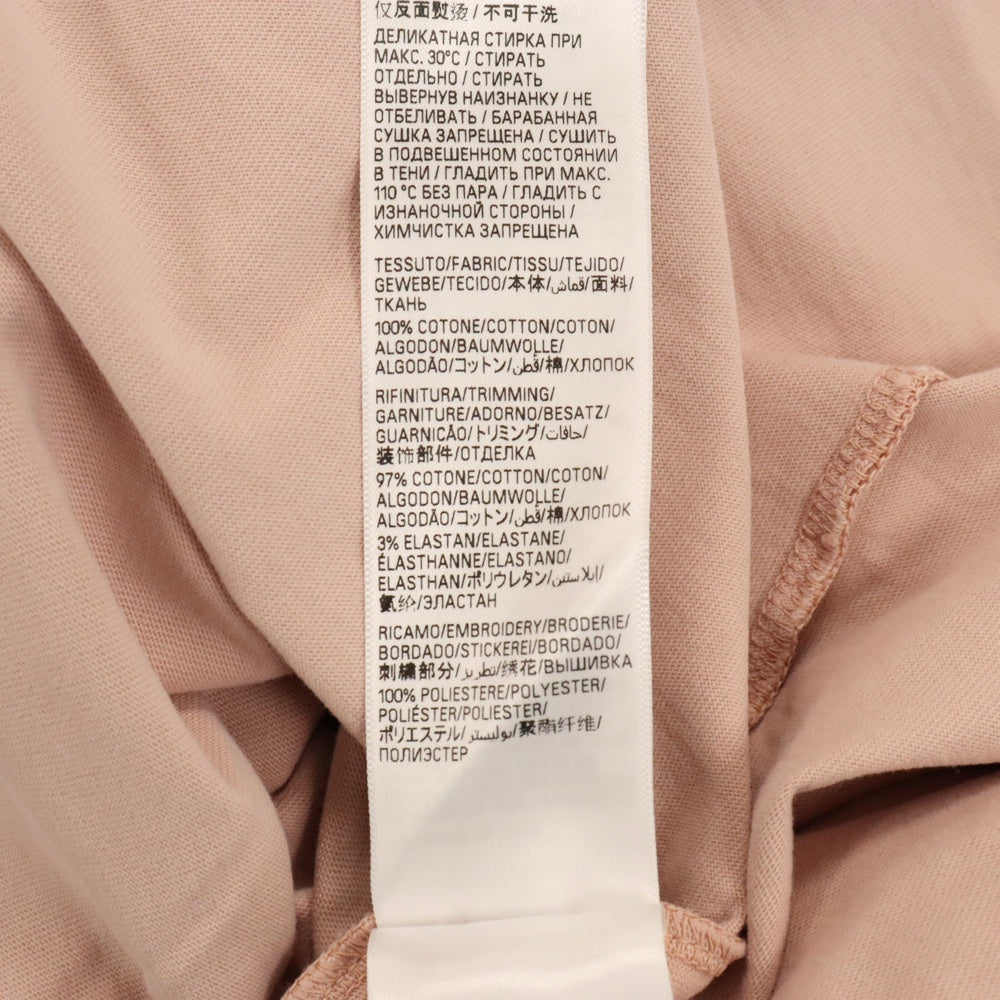 仅反面熨烫 / 不可干洗
ДЕЛИКАТНАЯ СТИРКА ПРИ
МАКС. 30°C / СТИРАТЬ
ОТДЕЛЬНО / СТИРАТЬ
ВЫВЕРНУВ НАИЗНАНКУ / НЕ
ОТБЕЛИВАТЬ / БАРАБАННАЯ
СУШКА ЗАПРЕЩЕНА / СУШИТЬ
В ПОДВЕШЕННОМ СОСТОЯНИИ
В ТЕНИ / ГЛАДИТЬ ПРИ МАКС.
110 °C БЕЗ ПАРА / ГЛАДИТЬ С
ИЗНАНОЧНОЙ СТОРОНЫ /
ХИМЧИСТКА ЗАПРЕЩЕНА
TESSUTO/FABRIC/TISSU/TEJIDO/
GEWEBE/TECIDO/本体/قماش/面料/
ТКАНЬ
100% COTONE/COTTON/COTON/
ALGODON/BAUMWOLLE/
ALGODÃO/コットン/قُطن/棉/ХЛОПОК
RIFINITURA/TRIMMING/
GARNITURE/ADORNO/BESATZ/
GUARNICÃO/トリミング/حافات/
装饰部件/ОТДЕЛКА
97% COTONE/COTTON/COTON/
ALGODON/BAUMWOLLE/
ALGODÃO/コットン/قُطن/棉/ХЛОПОК
3% ELASTAN/ELASTANE/
ÉLASTHANNE/ELASTANO/
ELASTHAN/ポリウレタン/إيلاستين/
氨纶/ЭЛАСТАН
RICAMO/EMBROIDERY/BRODERIE/
BORDADO/STICKEREI/BORDADO/
刺繍部分/تطريز/绣花/ВЫШИВКА
100% POLIESTERE/POLYESTER/
POLIÉSTER/POLIESTER/
ポリエステル/بوليستر/聚酯纤维/
ПОЛИЭСТЕР